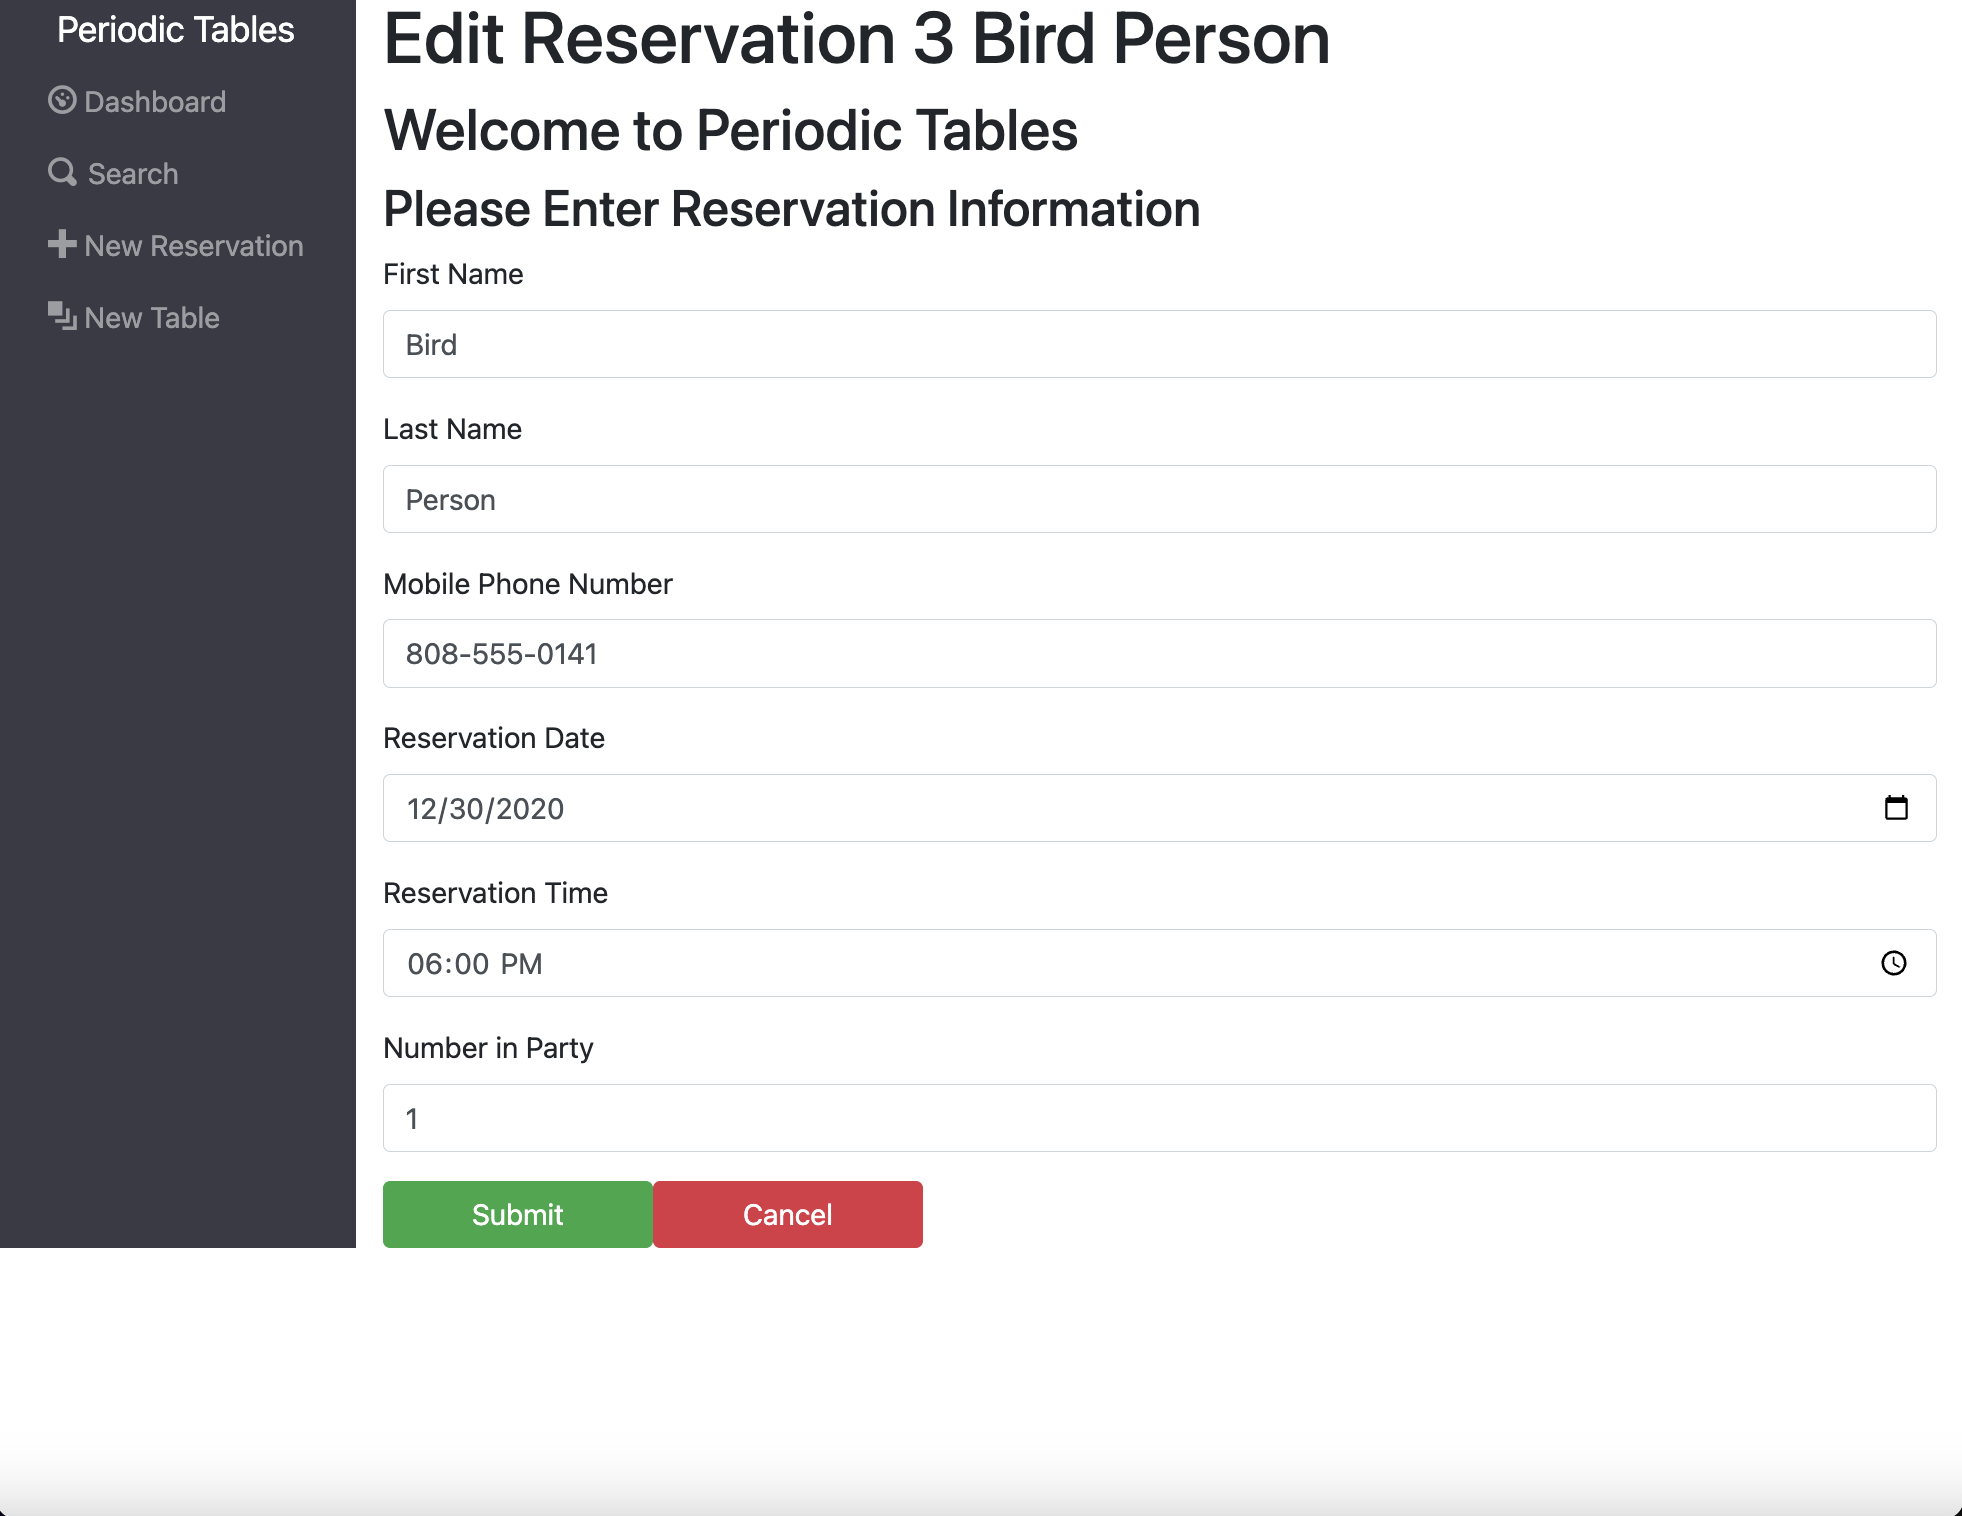 Periodic Tables
Dashboard
Search
New Reservation
New Table
Edit Reservation 3 Bird Person
Welcome to Periodic Tables
Please Enter Reservation Information
First Name
Bird
Last Name
Person
Mobile Phone Number
808-555-0141
Reservation Date
12/30/2020
Reservation Time
06:00 PM
Number in Party
1
Submit
Cancel